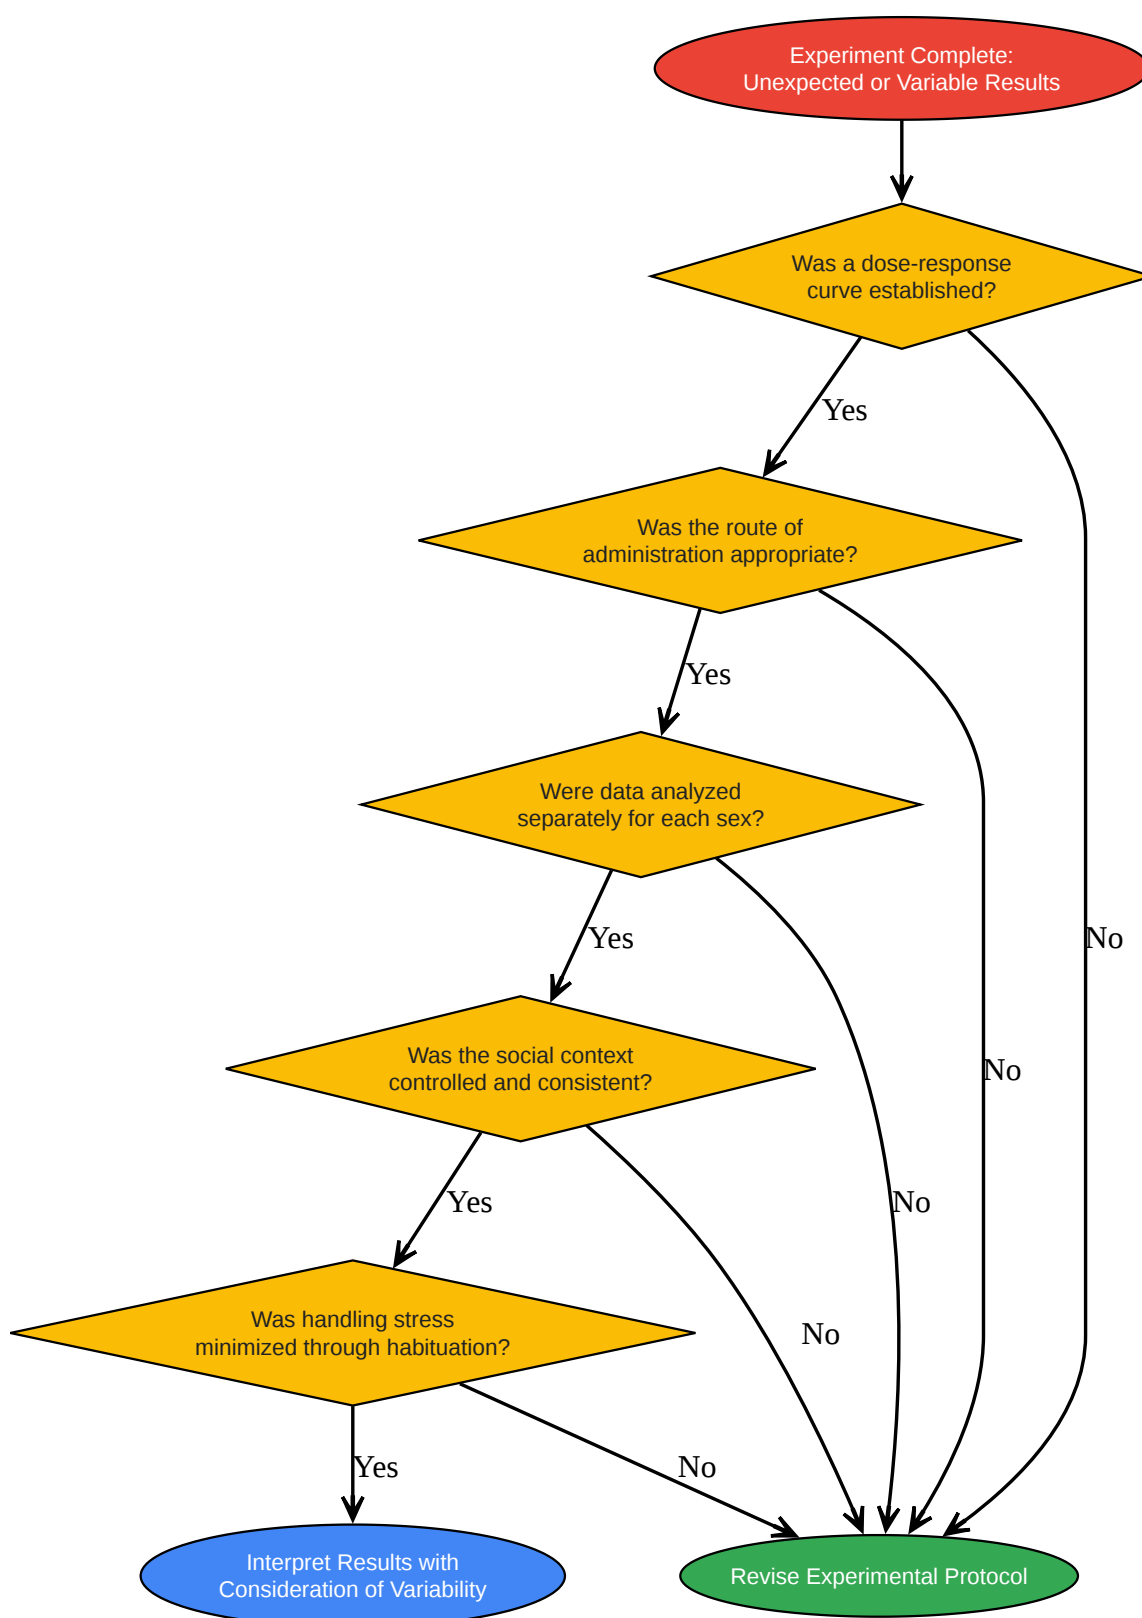 Experiment Complete:
Unexpected or Variable Results
Was a dose-response
curve established?
Yes
Was the route of
administration appropriate?
Yes
Were data analyzed
separately for each sex?
Yes
No
Was the social context
controlled and consistent?
No
Yes
No
Was handling stress
minimized through habituation?
No
Yes
No
Interpret Results with
Consideration of Variability
Revise Experimental Protocol